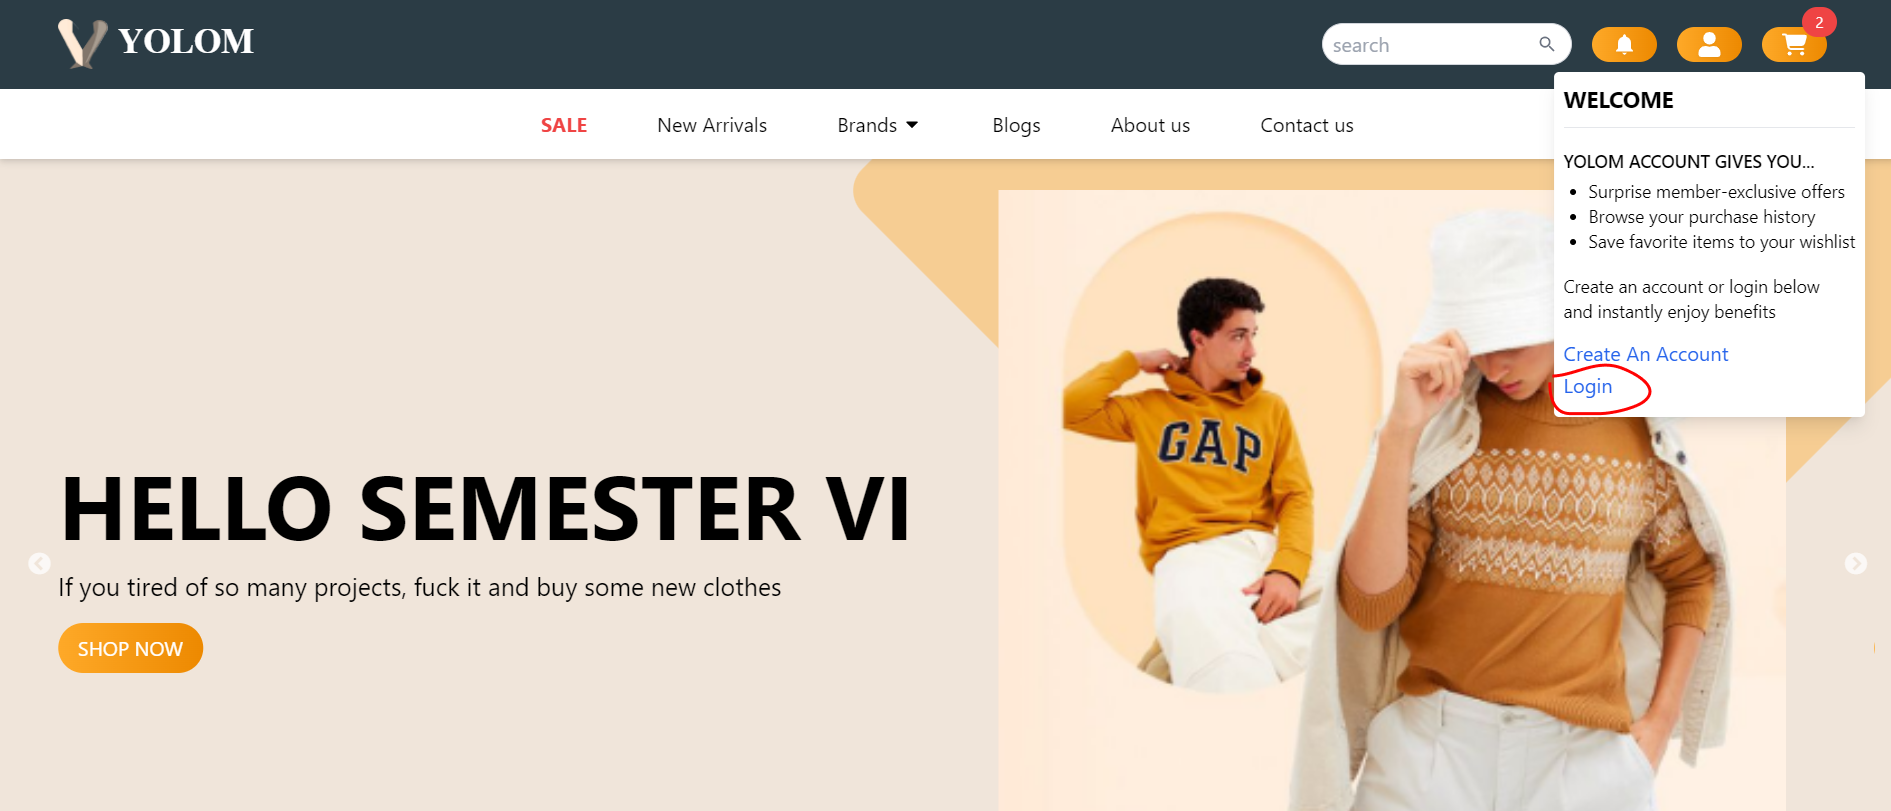 YOLOM
search
2
SALE
New Arrivals
Brands
Blogs
About us
Contact us
WELCOME
YOLOM ACCOUNT GIVES YOU...
Surprise member-exclusive offers
Browse your purchase history
Save favorite items to your wishlist
Create an account or login below
and instantly enjoy benefits
Create An Account
Login
GAP
HELLO SEMESTER VI
If you tired of so many projects, fuck it and buy some new clothes
SHOP NOW